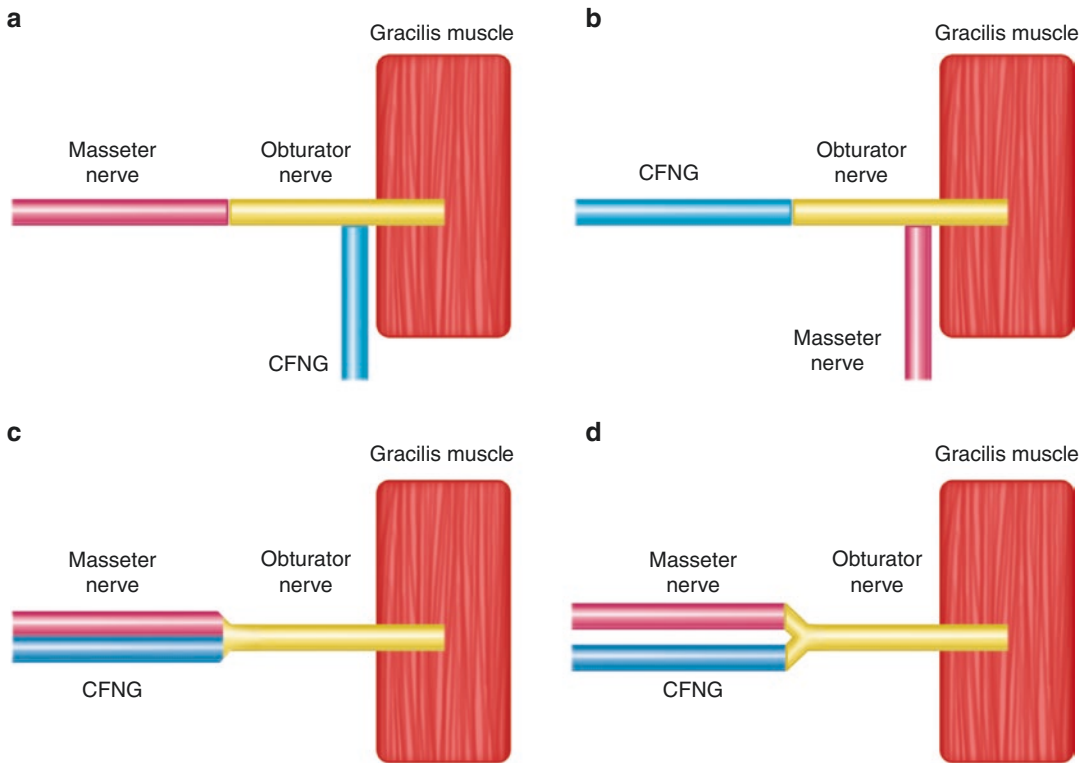 a
Gracilis muscle
Masseter
nerve
Obturator
nerve
CFNG
b
Gracilis muscle
CFNG
Obturator
nerve
Masseter
nerve
c
Gracilis muscle
Masseter
nerve
Obturator
nerve
CFNG
d
Gracilis muscle
Masseter
nerve
Obturator
nerve
CFNG